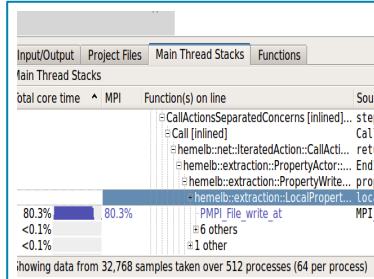 Input/Output Project Files Main Thread Stacks Functions
Main Thread Stacks
Total core time ^ MPI Function(s) on line Sou
CallActionsSeparatedConcerns [inlined]... ste
Call [inlined] Cal
hemelb::net::IteratedAction::CallActi... ret
hemelb::extraction::PropertyActor::... End
hemelb::extraction::PropertyWrite... pro
hemelb::extraction::LocalPropert... Loc
80.3% 80.3% PMPI_File_write_at MPI_
<0.1% 6 others
<0.1% 1 other
Showing data from 32,768 samples taken over 512 processes (64 per process)